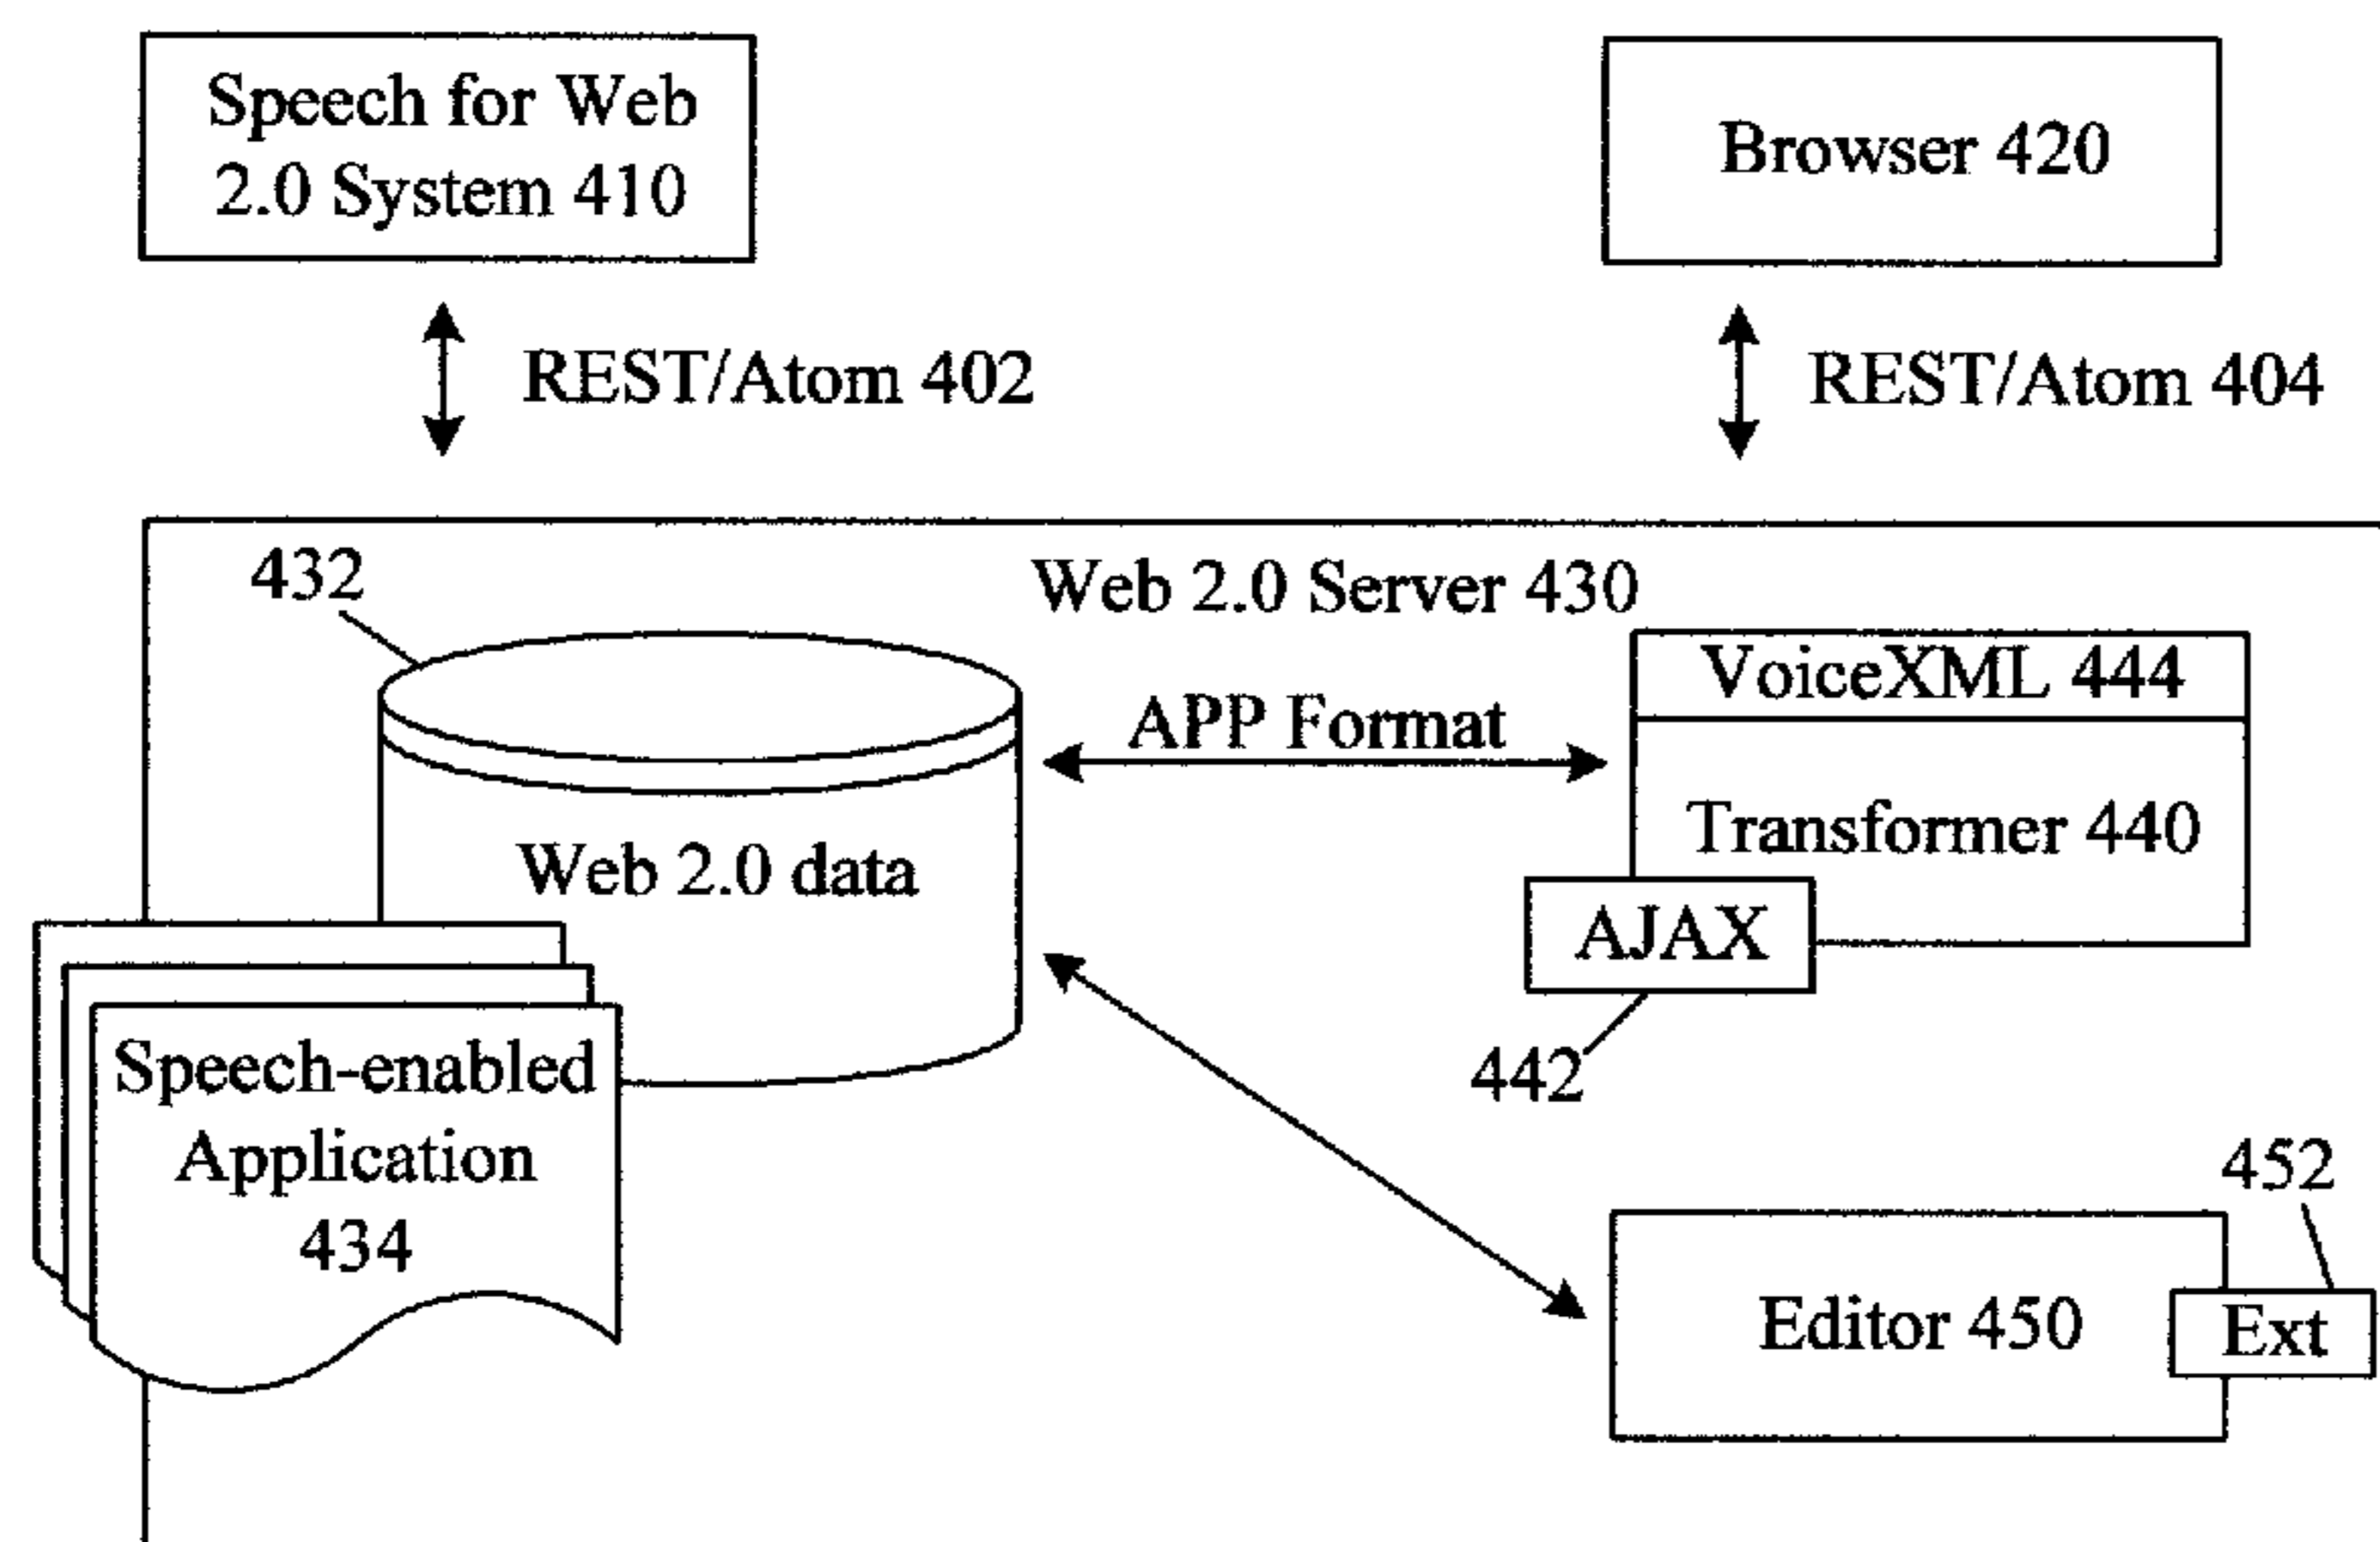 Speech for Web
2.0 System 410
Browser 420
REST/Atom 402
REST/Atom 404
432
Web 2.0 Server 430
VoiceXML 444
APP Format
Transformer 440
Web 2.0 data
AJAX
442
Speech-enabled
Application
434
452
Editor 450
Ext